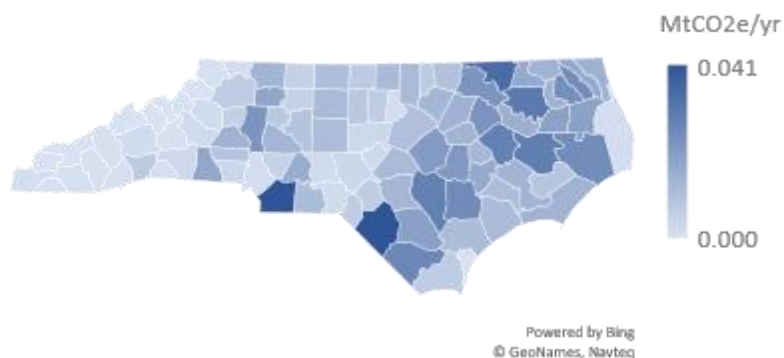 MtCO2e/yr
0.041
0.000
Powered by Bing
© GeoNames, Navteq